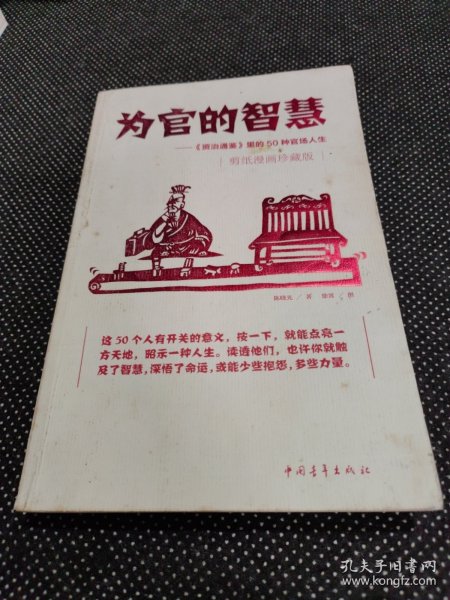 为官的智慧
——《资治通鉴》里的50种官场人生
剪纸漫画珍藏版
陈晓光 / 著
这50个人有开关的意义，按一下，就能点亮一
方天地，昭示一种人生。读透他们，也许你就触
及了智慧，深悟了命运，或能少些抱怨，多些力量。
中国青年出版社
孔夫子旧书网
www.kongfz.com